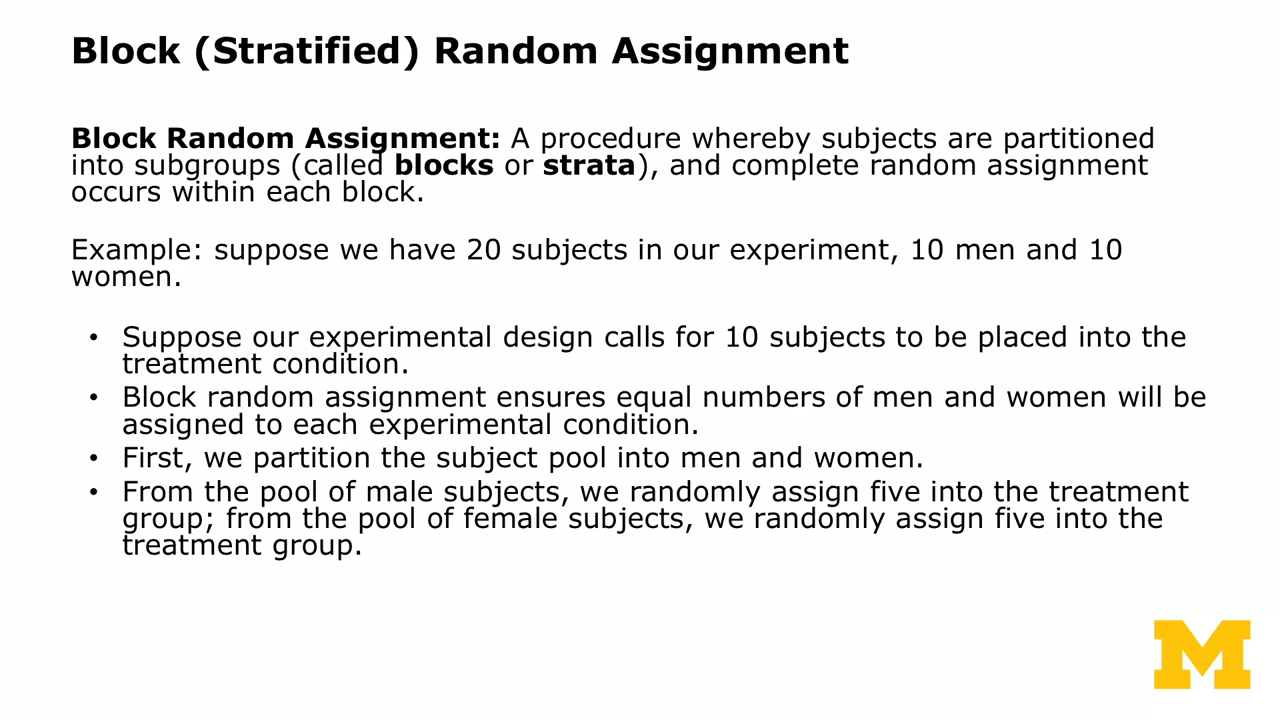 Block (Stratified) Random Assignment
Block Random Assignment: A procedure whereby subjects are partitioned
into subgroups (called blocks or strata), and complete random assignment
occurs within each block.
Example: suppose we have 20 subjects in our experiment, 10 men and 10
women.
• Suppose our experimental design calls for 10 subjects to be placed into the
treatment condition.
• Block random assignment ensures equal numbers of men and women will be
assigned to each experimental condition.
• First, we partition the subject pool into men and women.
• From the pool of male subjects, we randomly assign five into the treatment
group; from the pool of female subjects, we randomly assign five into the
treatment group.
M